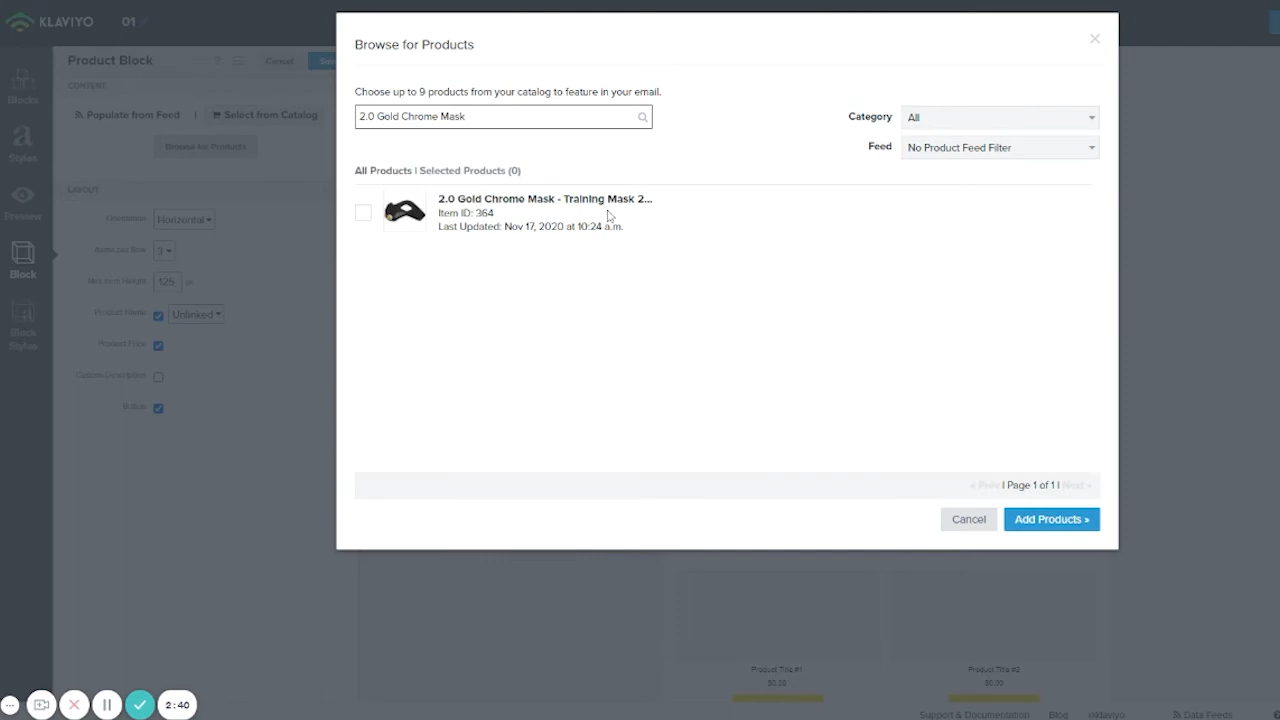 KLAVIYO 01
Browse for Products
Product Block ? Cancel
CONTENT
Choose up to 9 products from your catalog to feature in your email.
Blocks
Populate from Feed | Select from Catalog
2.0 Gold Chrome Mask
Category All
Browse for Products
Feed No Product Feed Filter
Styles
All Products | Selected Products (0)
LAYOUT
2.0 Gold Chrome Mask - Training Mask 2...
Item ID: 364
Last Updated: Nov 17, 2020 at 10:24 a.m.
Preview
Orientation Horizontal
Items per Row 3
Block
Max Item Height 125 px
Product Name Unlinked
Block
Styles
Product Price
Custom Description
Button
« Prev | Page 1 of 1 | Next »
Cancel Add Products »
Product Title #1 Product Title #2
$0.00 $0.00
2:40
Support & Documentation Blog @klaviyo Data Feeds